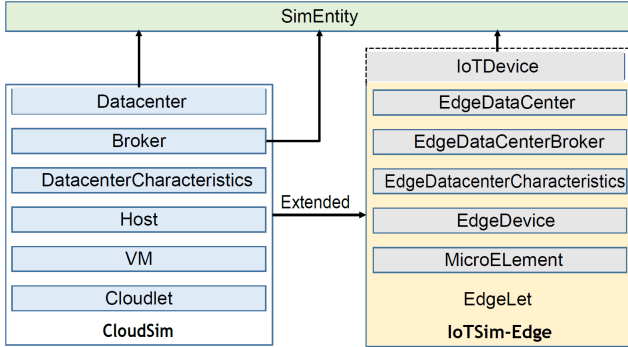 SimEntity
Datacenter
Broker
DatacenterCharacteristics
Host
VM
Cloudlet
CloudSim
Extended
IoTDevice
EdgeDataCenter
EdgeDataCenterBroker
EdgeDatacenterCharacteristics
EdgeDevice
MicroELement
EdgeLet
IoTSim-Edge